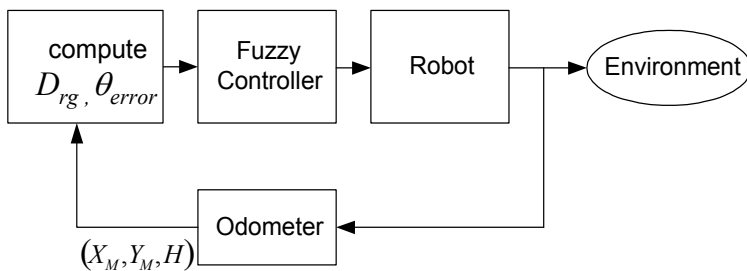 compute
D_rg, θ_error
Fuzzy
Controller
Robot
Environment
Odometer
(X_M, Y_M, H)